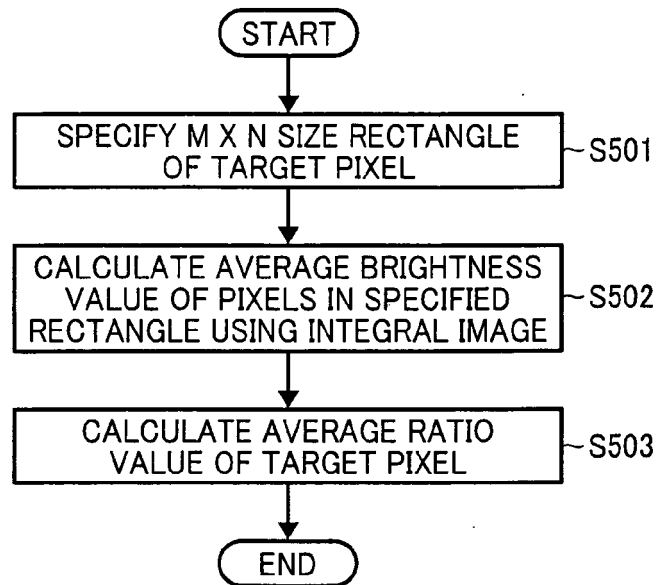 START
SPECIFY M X N SIZE RECTANGLE
OF TARGET PIXEL
S501
CALCULATE AVERAGE BRIGHTNESS
VALUE OF PIXELS IN SPECIFIED
RECTANGLE USING INTEGRAL IMAGE
S502
CALCULATE AVERAGE RATIO
VALUE OF TARGET PIXEL
S503
END